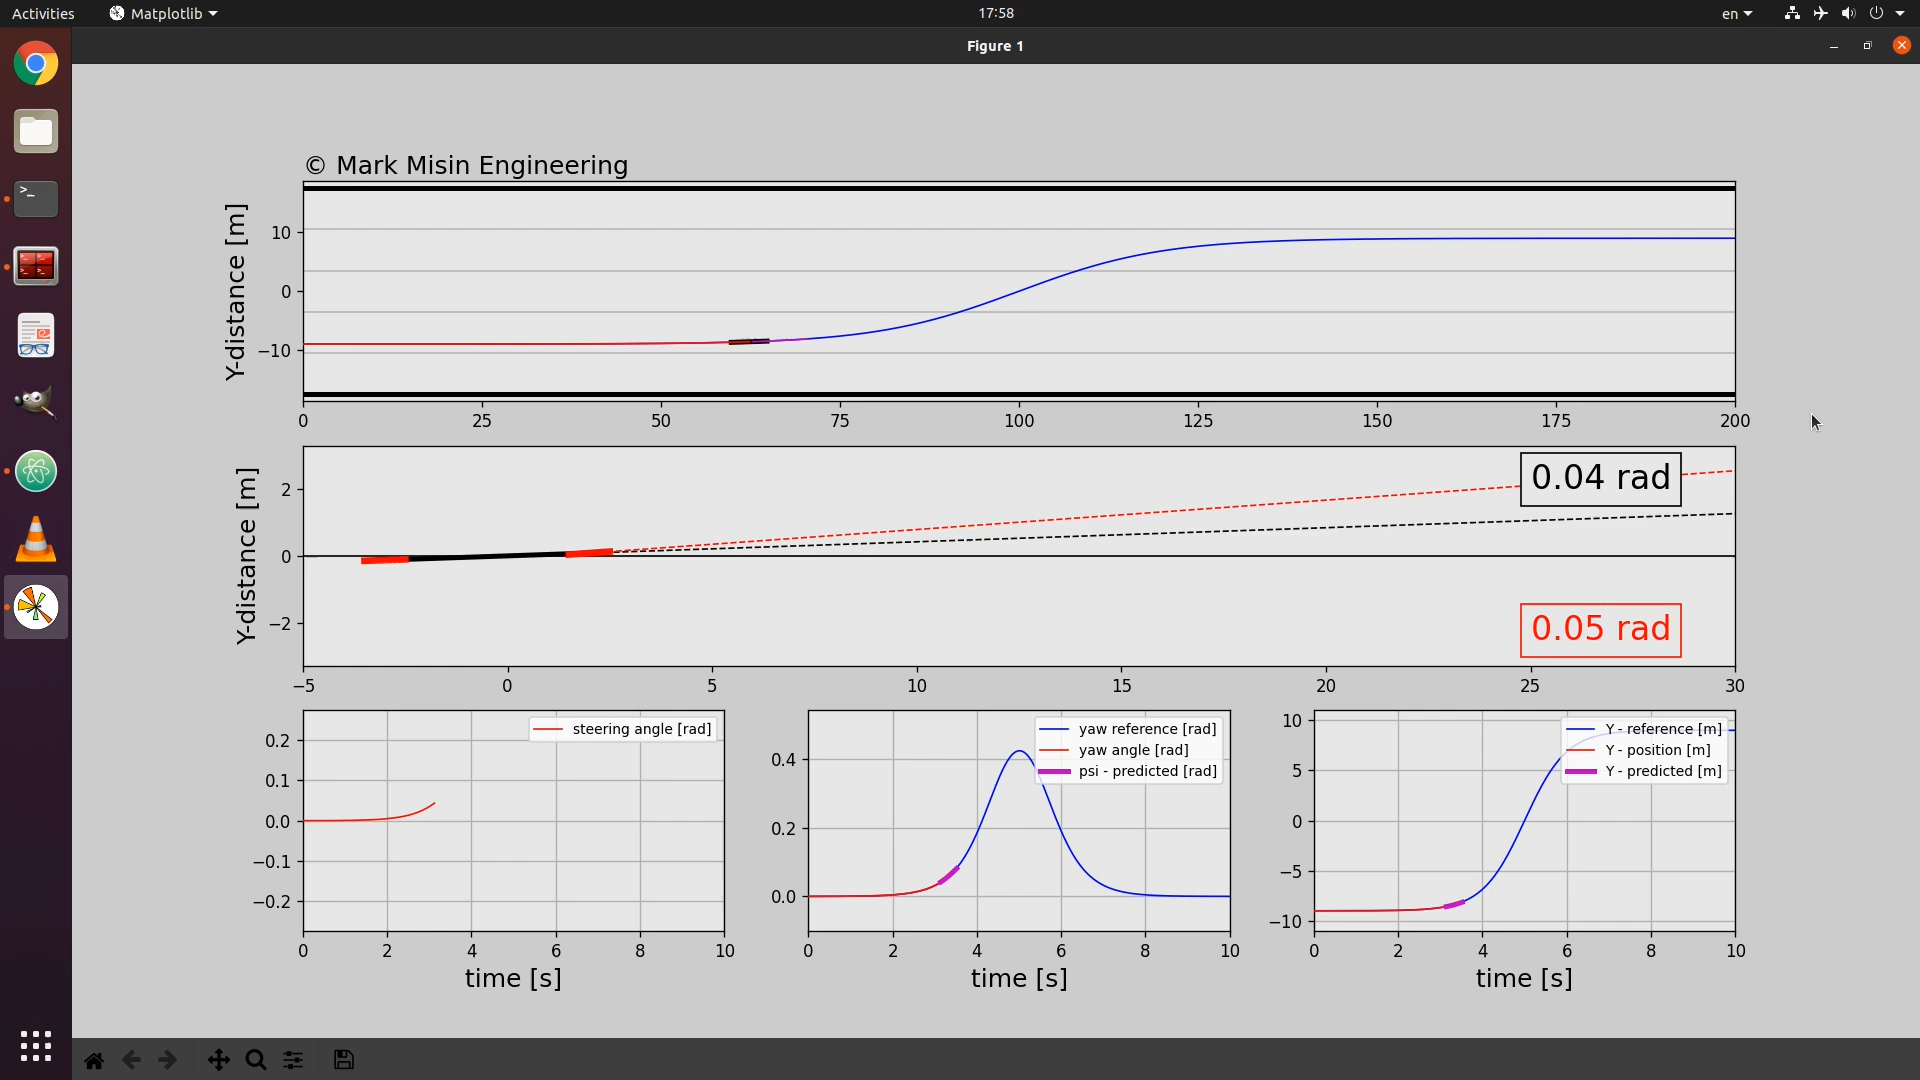 Activities
Matplotlib
17:58
en
Figure 1
© Mark Misin Engineering
Y-distance [m]
10
0
−10
0 25 50 75 100 125 150 175 200
Y-distance [m]
2
0
−2
0.04 rad
0.05 rad
−5 0 5 10 15 20 25 30
steering angle [rad]
0.2
0.1
0.0
−0.1
−0.2
0 2 4 6 8 10
time [s]
yaw reference [rad]
yaw angle [rad]
psi - predicted [rad]
0.4
0.2
0.0
0 2 4 6 8 10
time [s]
Y - reference [m]
Y - position [m]
Y - predicted [m]
10
5
0
−5
−10
0 2 4 6 8 10
time [s]